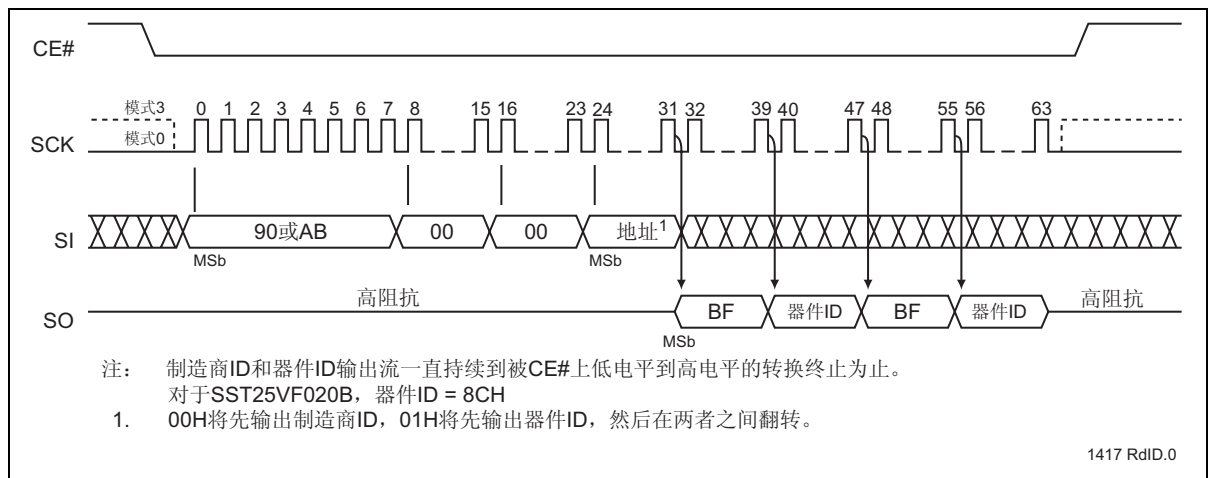 CE#
模式3 0 1 2 3 4 5 6 7 8 15 16 23 24 31 32 39 40 47 48 55 56 63
SCK 模式0
SI 90或AB 00 00 地址1
MSb MSb
高阻抗 高阻抗
SO BF 器件ID BF 器件ID
MSb
注： 制造商ID和器件ID输出流一直持续到被CE#上低电平到高电平的转换终止为止。
对于SST25VF020B，器件ID = 8CH
1. 00H将先输出制造商ID，01H将先输出器件ID，然后在两者之间翻转。
1417 RdID.0